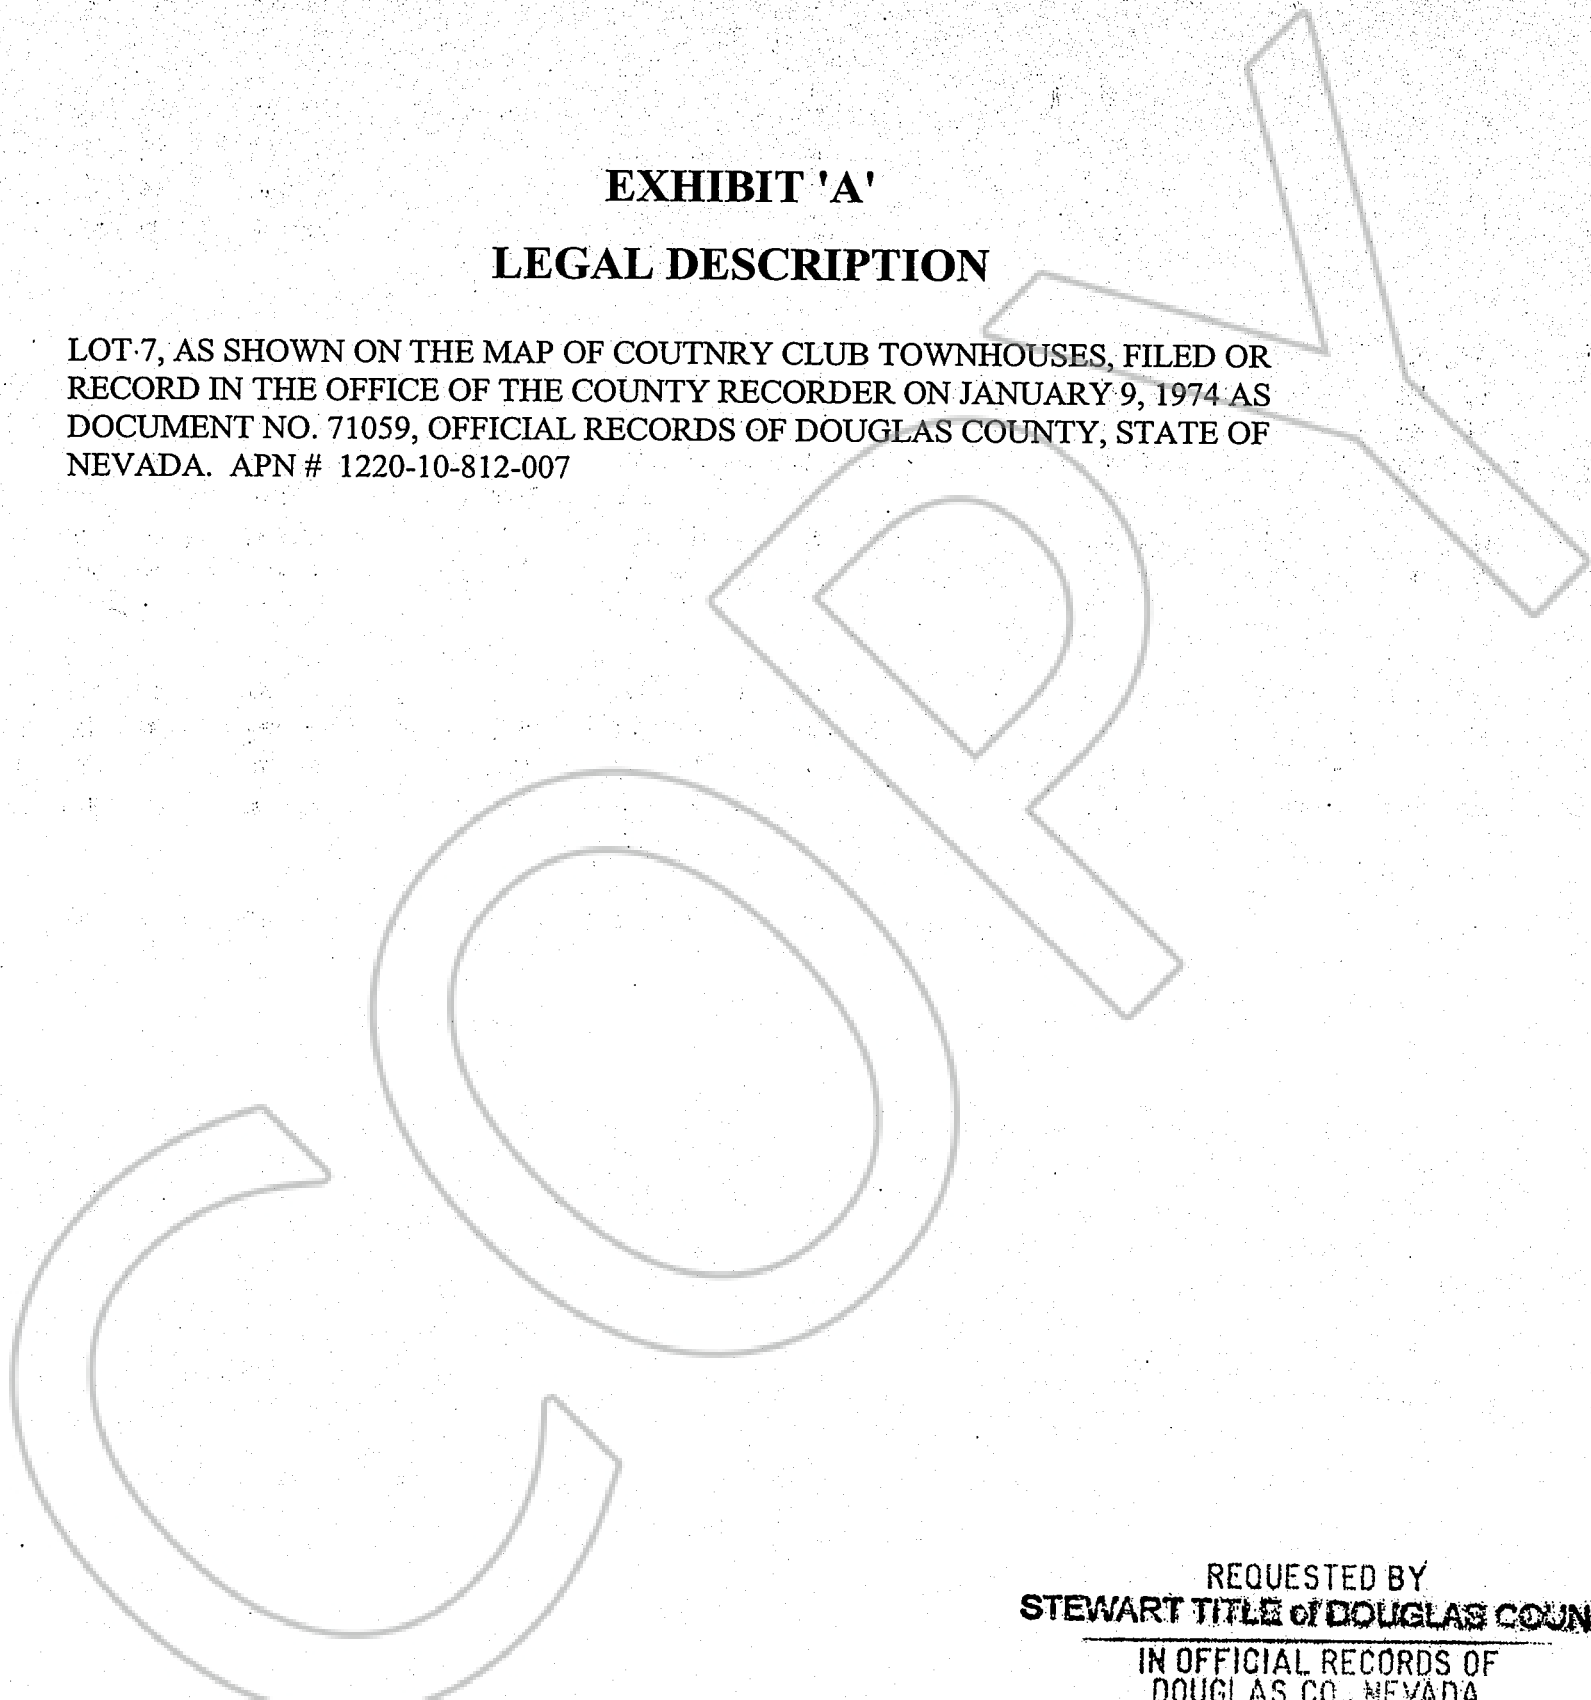 EXHIBIT 'A'
LEGAL DESCRIPTION
LOT 7, AS SHOWN ON THE MAP OF COUTNRY CLUB TOWNHOUSES, FILED OR
RECORD IN THE OFFICE OF THE COUNTY RECORDER ON JANUARY 9, 1974 AS
DOCUMENT NO. 71059, OFFICIAL RECORDS OF DOUGLAS COUNTY, STATE OF
NEVADA. APN # 1220-10-812-007
COPY
REQUESTED BY
STEWART TITLE of DOUGLAS COUN
IN OFFICIAL RECORDS OF
DOUGLAS CO., NEVADA